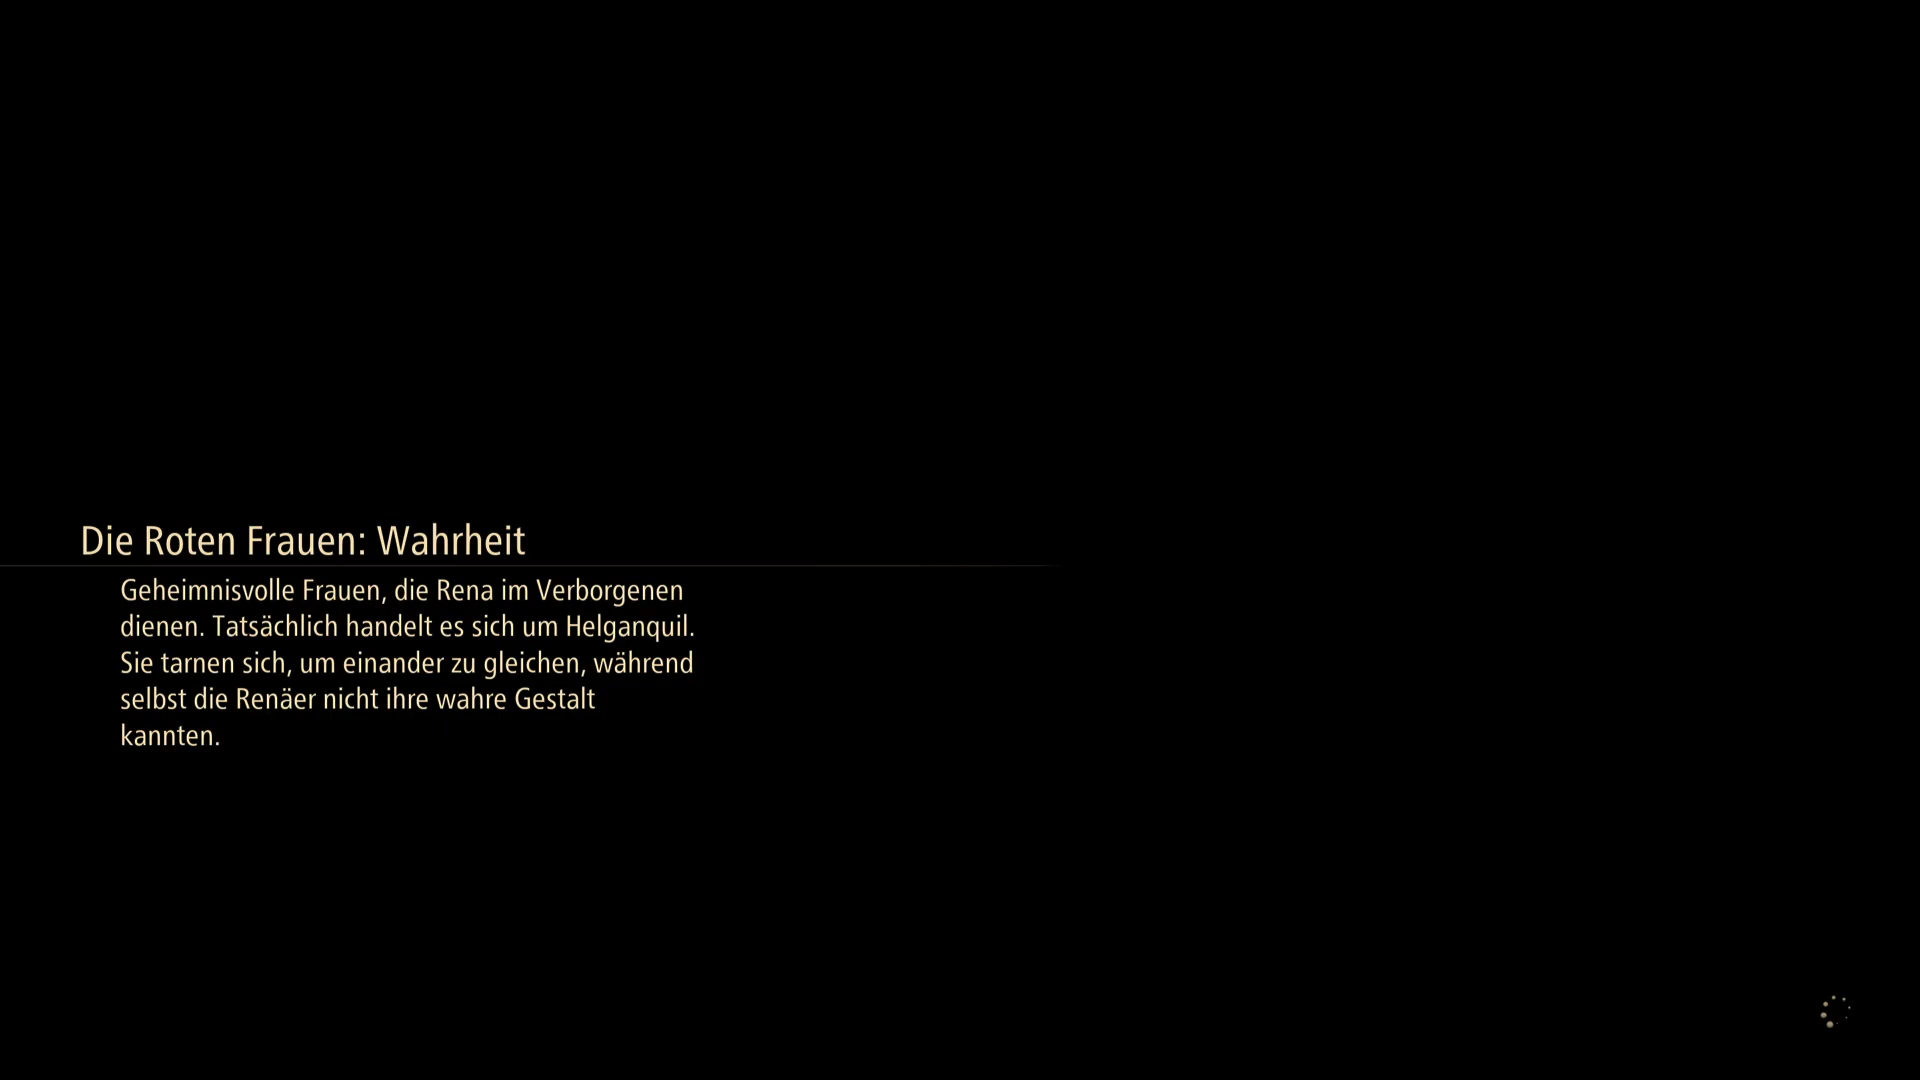 Die Roten Frauen: Wahrheit
Geheimnisvolle Frauen, die Rena im Verborgenen
dienen. Tatsächlich handelt es sich um Helganquil.
Sie tarnen sich, um einander zu gleichen, während
selbst die Renäer nicht ihre wahre Gestalt
kannten.